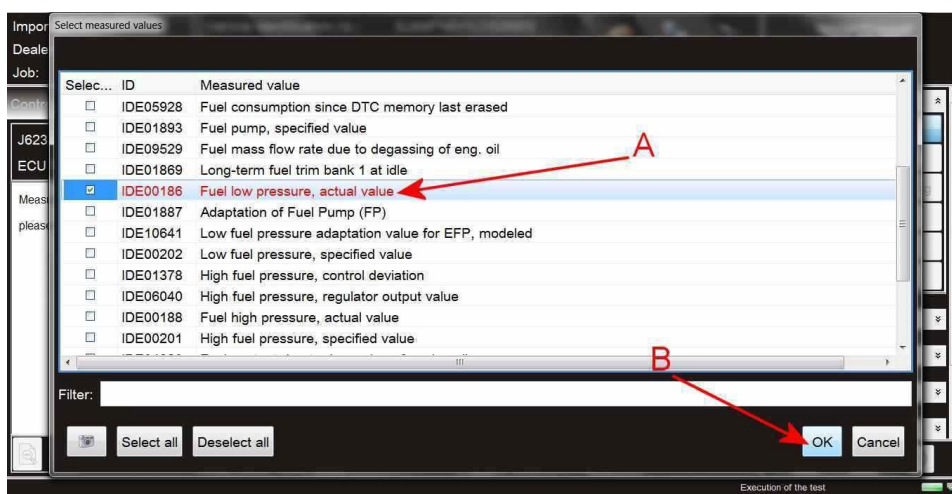 Impor
Select measured values
Deale
Job:
Contr
J623
ECU
Meas
please
Selec... ID Measured value
IDE05928 Fuel consumption since DTC memory last erased
IDE01893 Fuel pump, specified value
IDE09529 Fuel mass flow rate due to degassing of eng. oil
IDE01869 Long-term fuel trim bank 1 at idle
IDE00186 Fuel low pressure, actual value
IDE01887 Adaptation of Fuel Pump (FP)
IDE10641 Low fuel pressure adaptation value for EFP, modeled
IDE00202 Low fuel pressure, specified value
IDE01378 High fuel pressure, control deviation
IDE06040 High fuel pressure, regulator output value
IDE00188 Fuel high pressure, actual value
IDE00201 High fuel pressure, specified value
A
B
Filter:
Select all Deselect all OK Cancel
Execution of the test